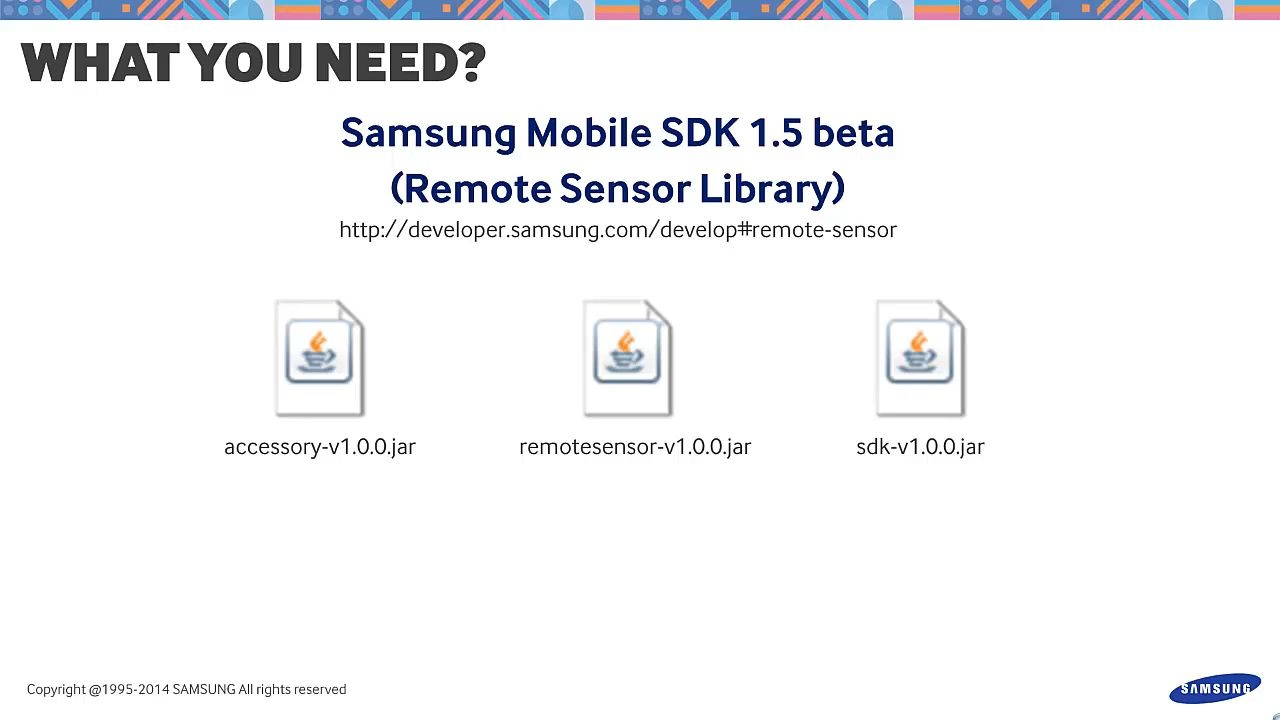 WHAT YOU NEED?
Samsung Mobile SDK 1.5 beta
(Remote Sensor Library)
http://developer.samsung.com/develop#remote-sensor
accessory-v1.0.0.jar
remotesensor-v1.0.0.jar
sdk-v1.0.0.jar
Copyright @1995-2014 SAMSUNG All rights reserved
SAMSUNG